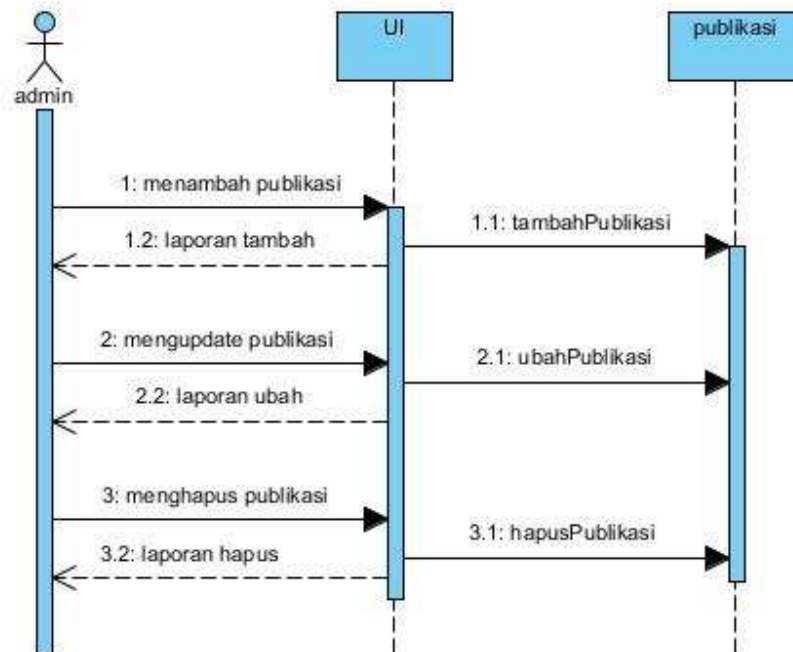 UI
publikasi
admin
1: menambah publikasi
1.1: tambahPublikasi
1.2: laporan tambah
2: mengupdate publikasi
2.1: ubahPublikasi
2.2: laporan ubah
3: menghapus publikasi
3.1: hapusPublikasi
3.2: laporan hapus